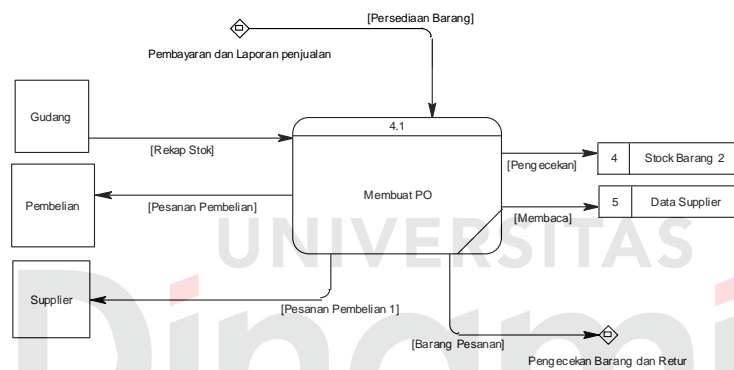 [Persediaan Barang]
Pembayaran dan Laporan penjualan
Gudang
4.1
[Rekap Stok]
[Pengecekan]
4 Stock Barang 2
Membuat PO
Pembelian
[Pesanan Pembelian]
5 Data Supplier
[Membaca]
UNIVERSITAS
Supplier
[Pesanan Pembelian 1]
[Barang Pesanan]
Pengecekan Barang dan Retur
Dinami